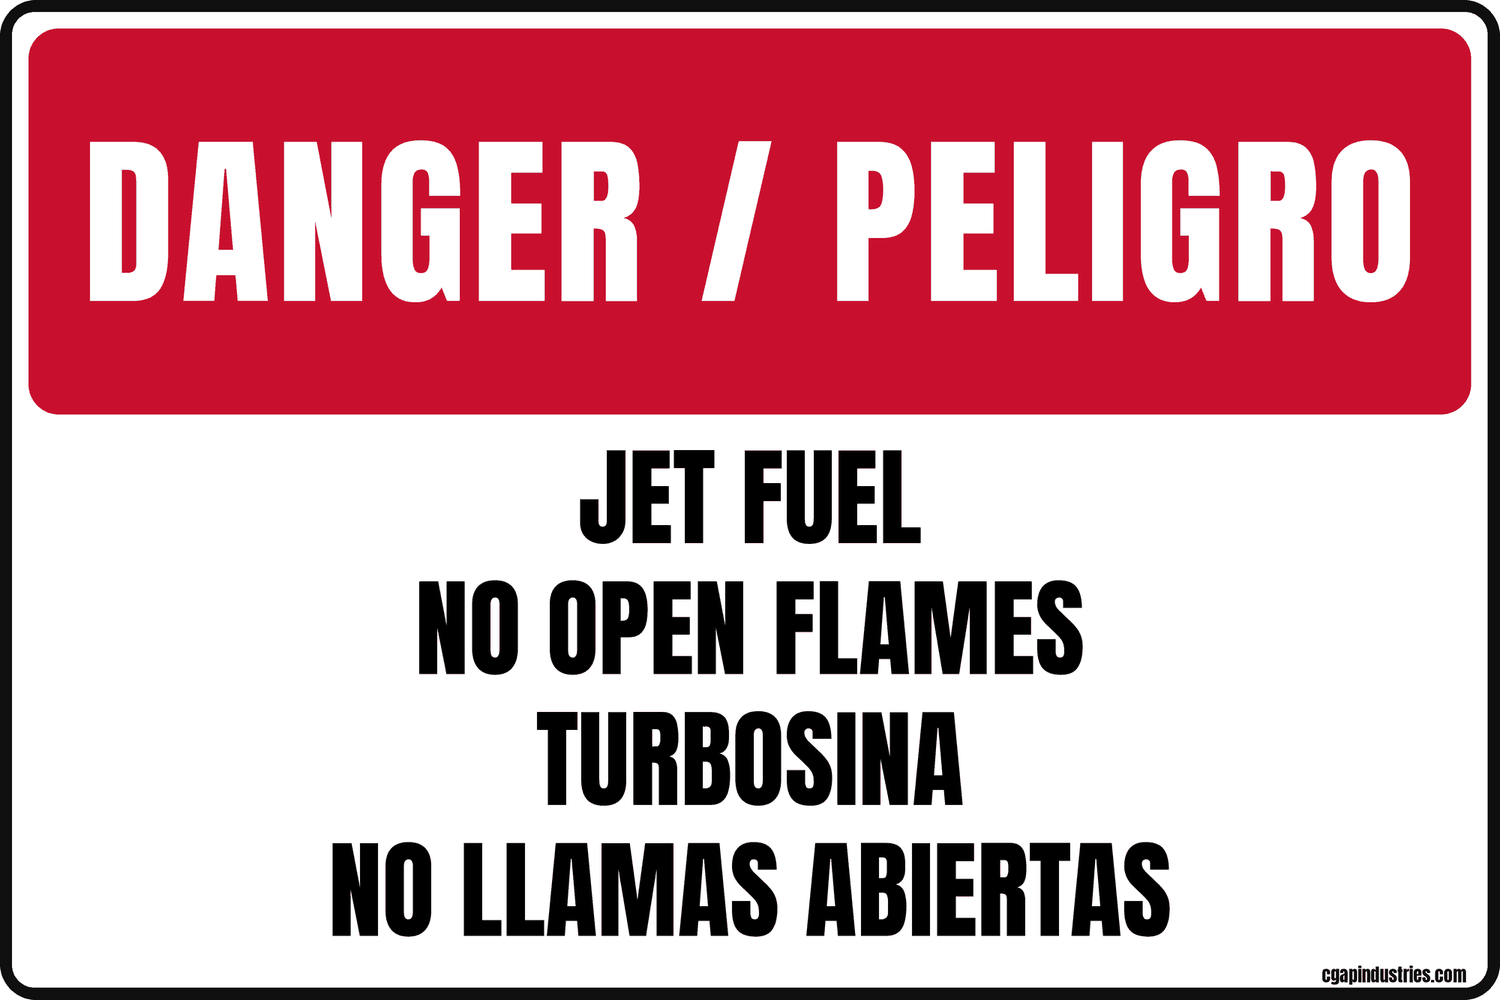 DANGER / PELIGRO
JET FUEL
NO OPEN FLAMES
TURBOSINA
NO LLAMAS ABIERTAS
cgapindustries.com